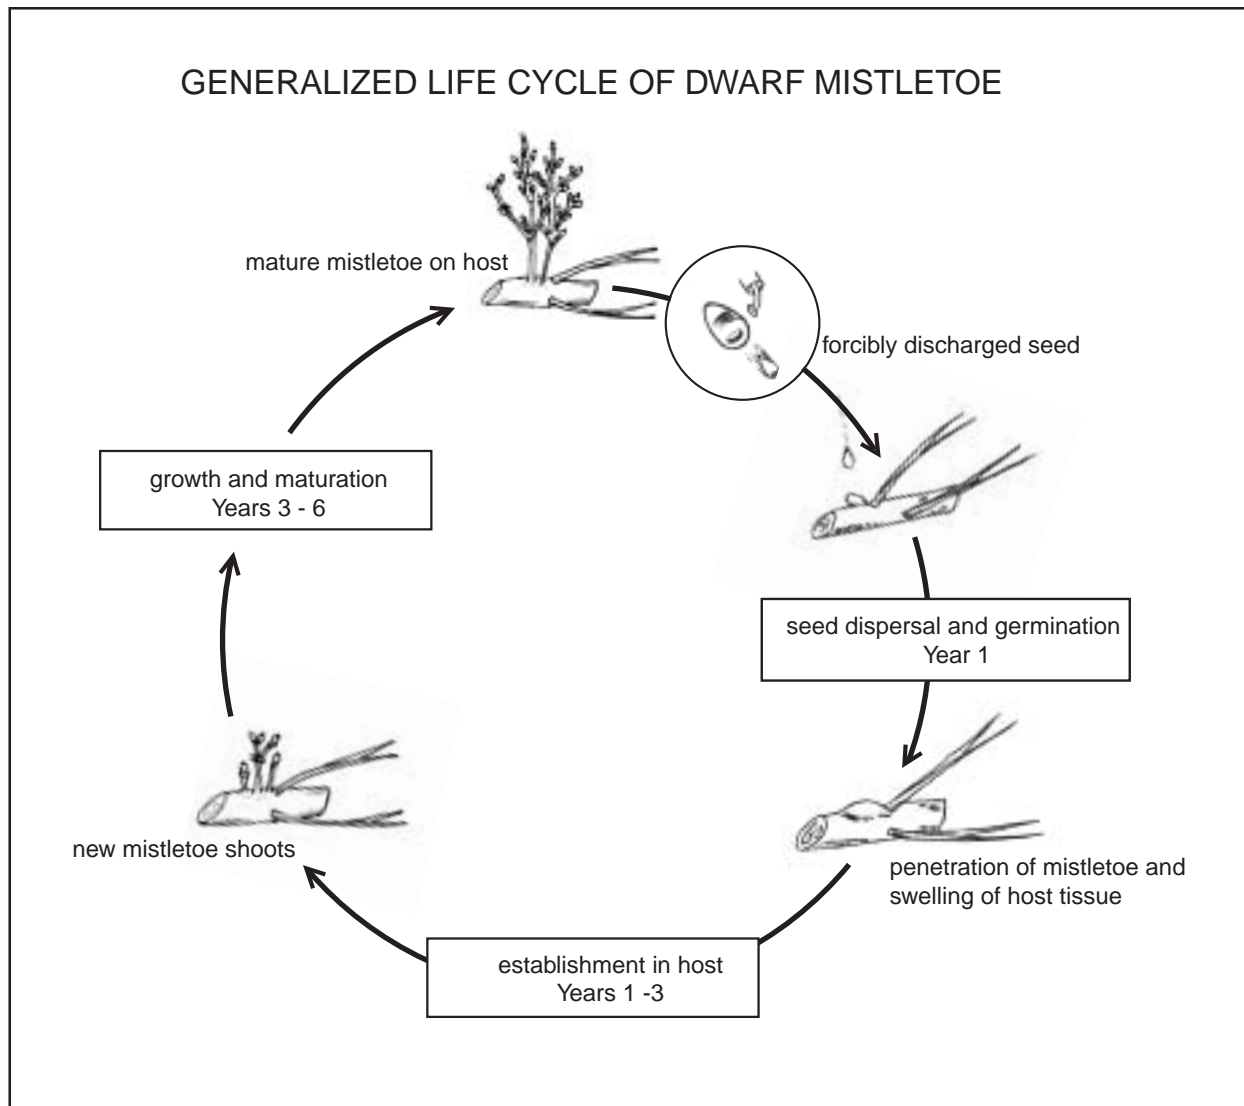 GENERALIZED LIFE CYCLE OF DWARF MISTLETOE
mature mistletoe on host
forcibly discharged seed
seed dispersal and germination
Year 1
penetration of mistletoe and
swelling of host tissue
establishment in host
Years 1 -3
new mistletoe shoots
growth and maturation
Years 3 - 6